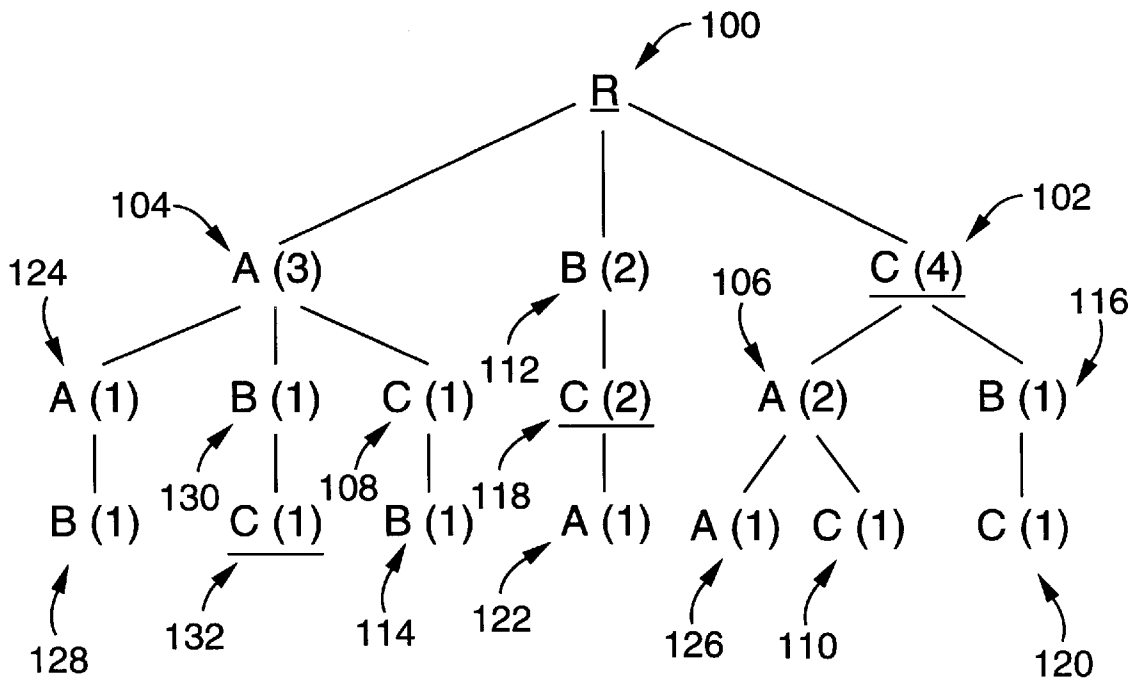 100
R
104
102
A (3)
B (2)
C (4)
124
106
116
112
A (1)
B (1)
C (1)
C (2)
A (2)
B (1)
130
108
118
B (1)
C (1)
B (1)
A (1)
A (1)
C (1)
C (1)
128
132
114
122
126
110
120